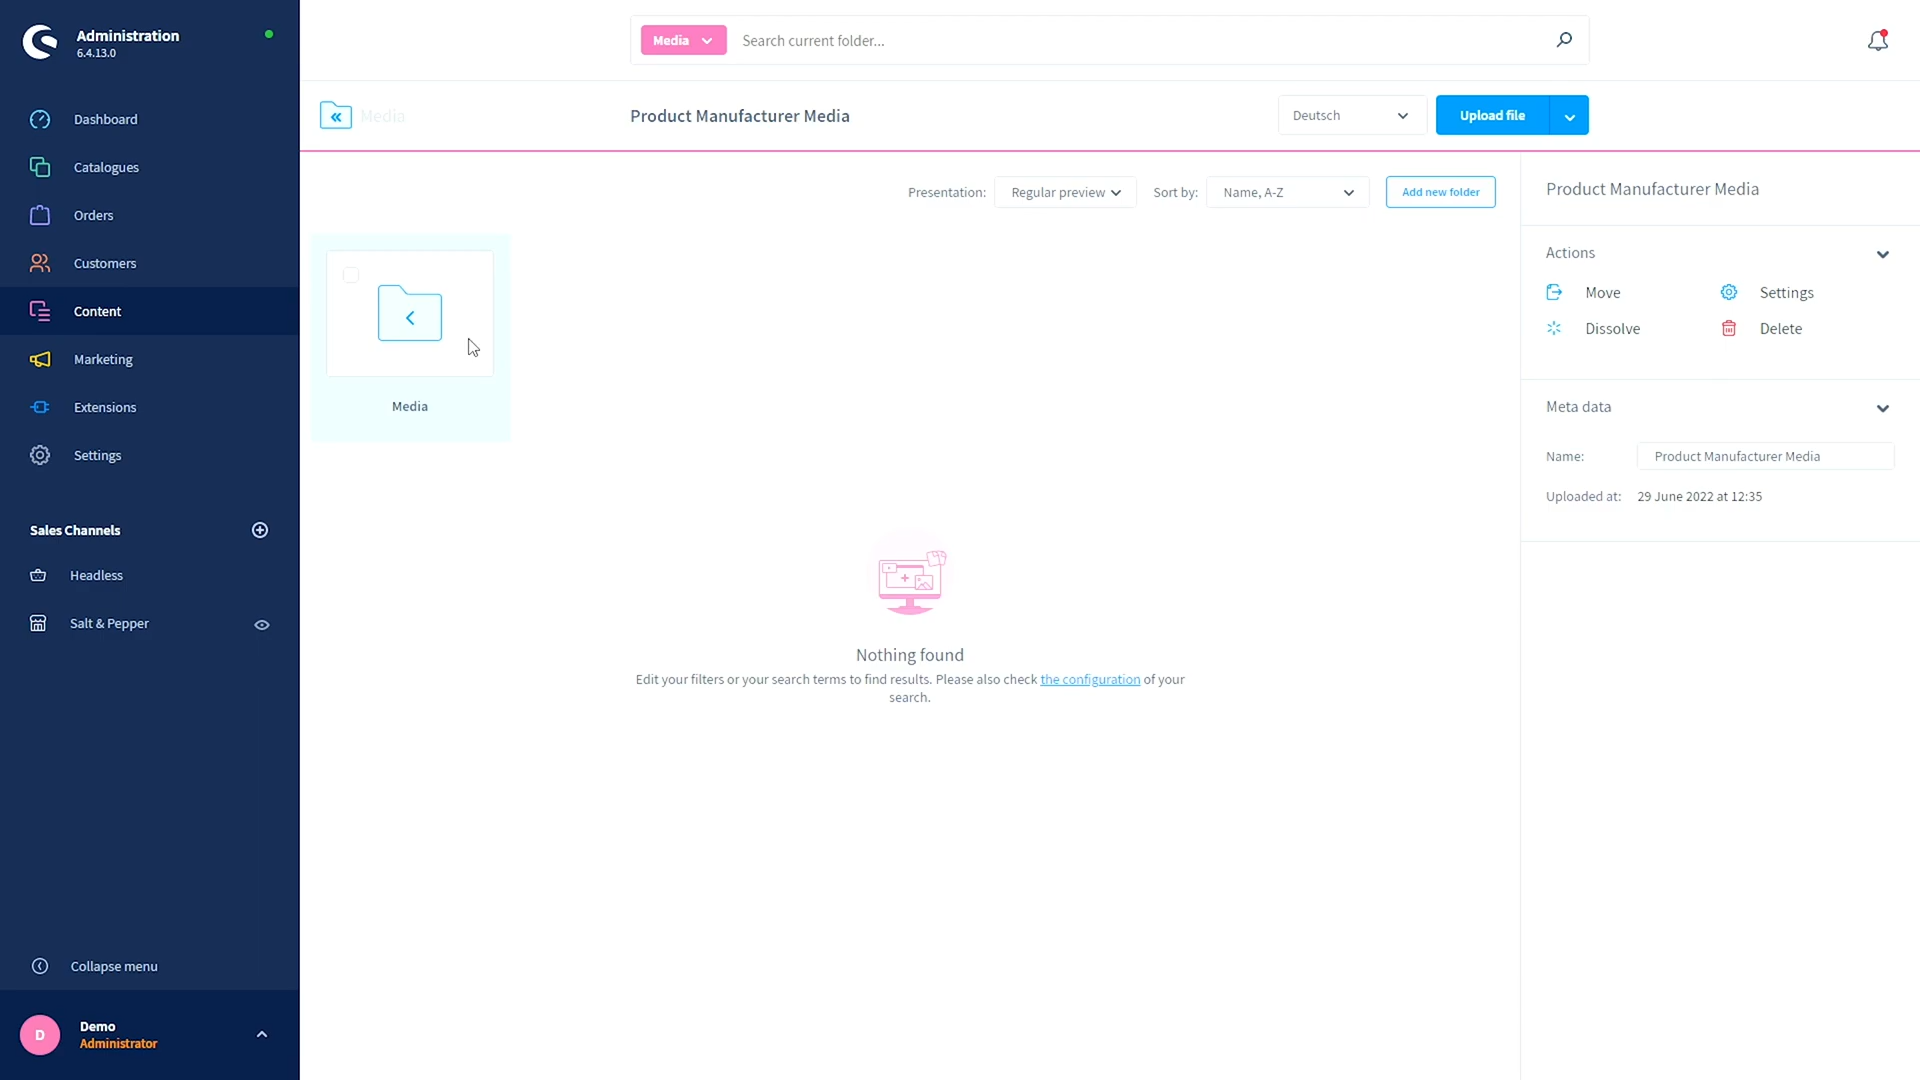 Administration
6.4.13.0
Media
Search current folder...
Media
Product Manufacturer Media
Deutsch
Upload file
Dashboard
Catalogues
Orders
Customers
Content
Marketing
Extensions
Settings
Sales Channels
Headless
Salt & Pepper
Collapse menu
D
Demo
Administrator
Presentation:
Regular preview
Sort by:
Name, A-Z
Add new folder
Media
Nothing found
Edit your filters or your search terms to find results. Please also check the configuration of your
search.
Product Manufacturer Media
Actions
Move
Settings
Dissolve
Delete
Meta data
Name:
Product Manufacturer Media
Uploaded at:
29 June 2022 at 12:35